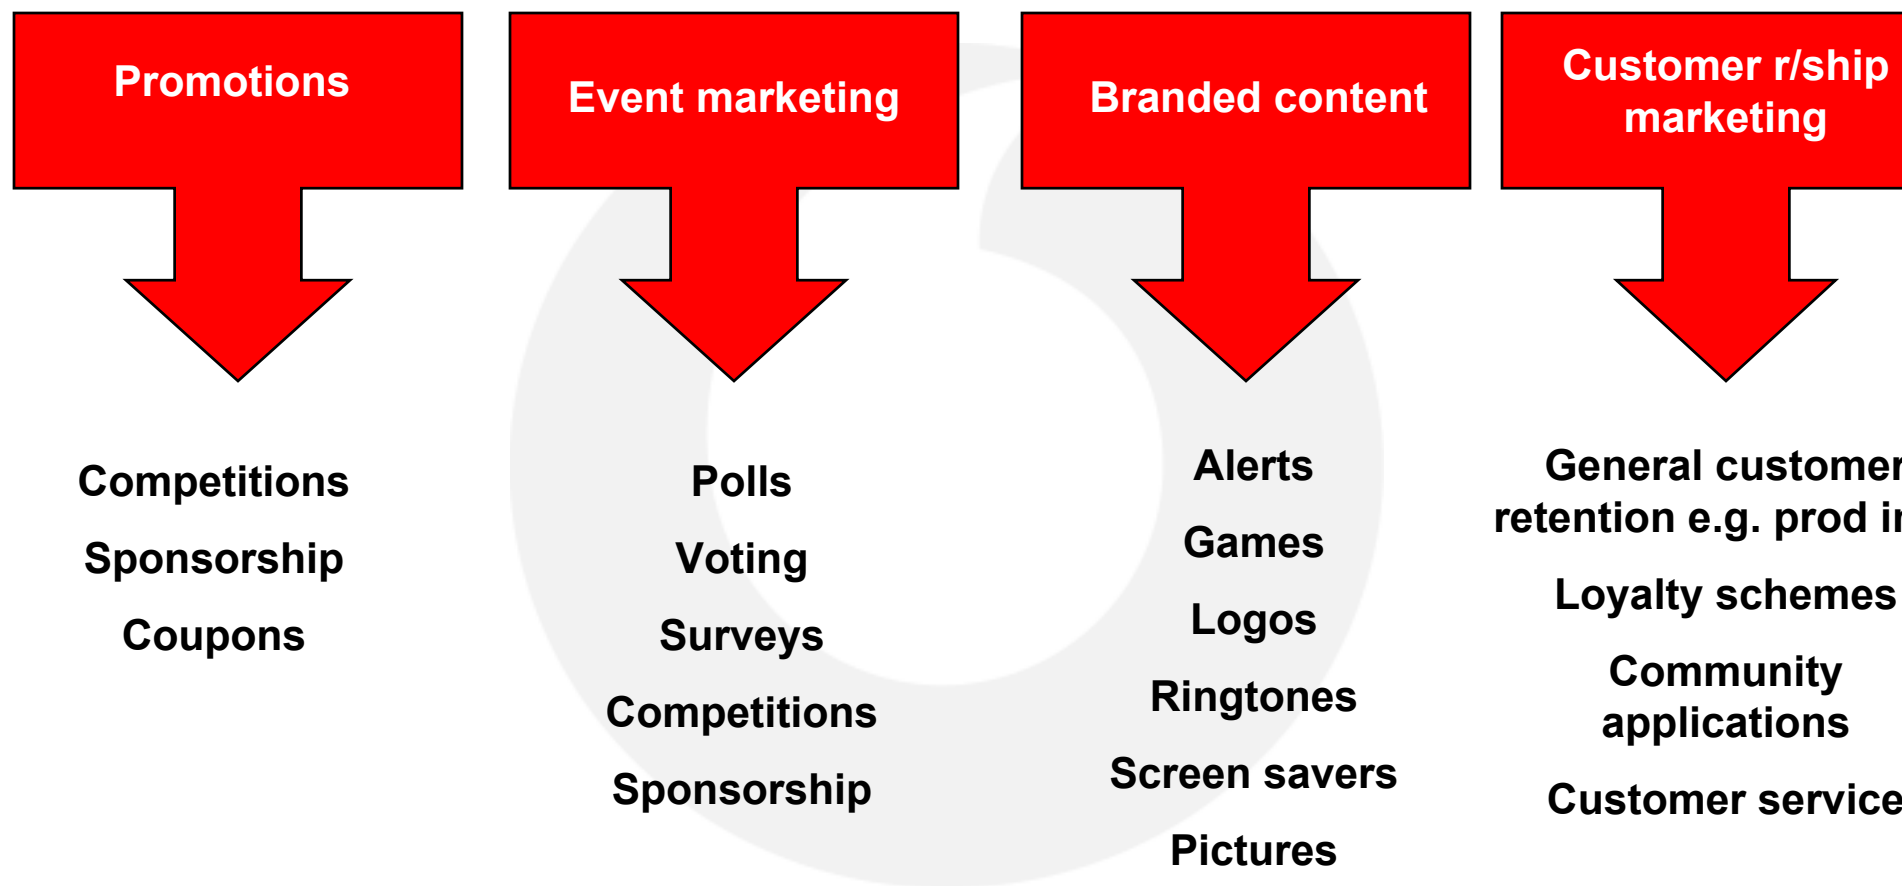 Promotions
Event marketing
Branded content
Customer r/ship
marketing
Competitions
Sponsorship
Coupons
Polls
Voting
Surveys
Competitions
Sponsorship
Alerts
Games
Logos
Ringtones
Screen savers
Pictures
General customer
retention e.g. prod
Loyalty schemes
Community
applications
Customer service